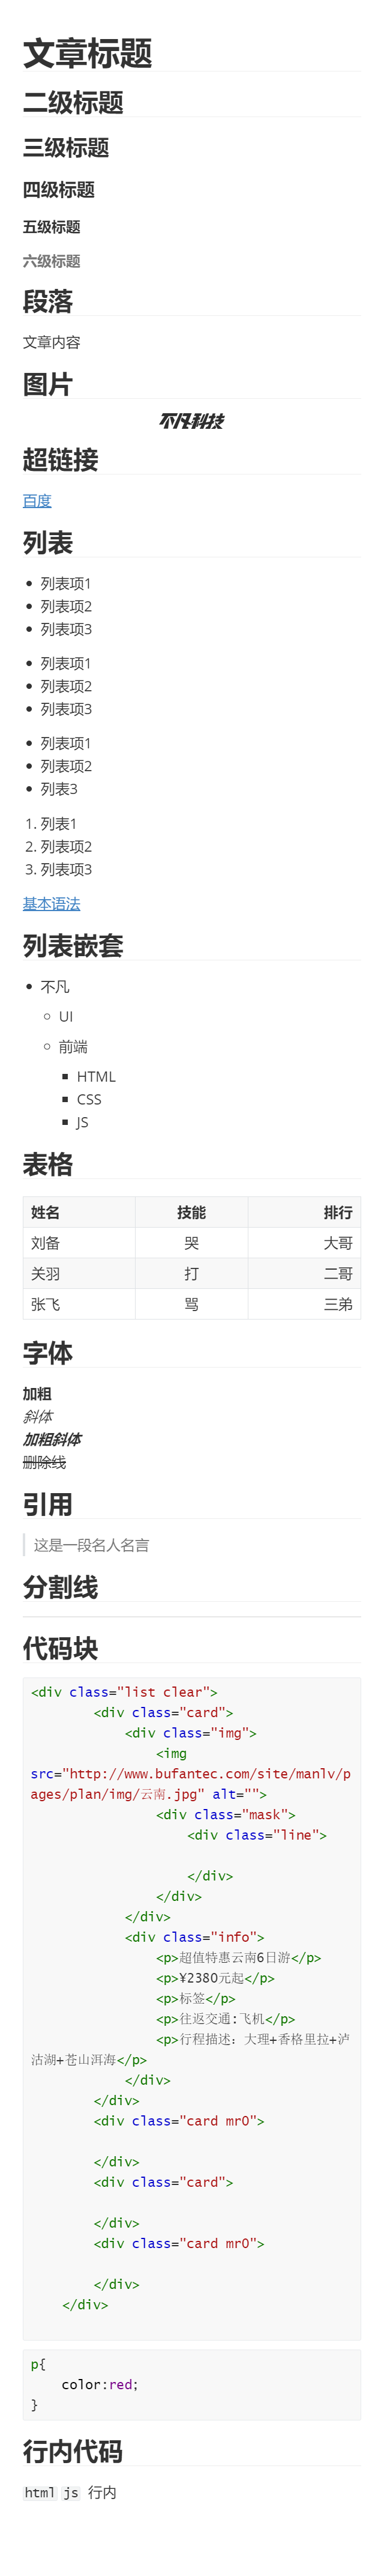 文章标题
二级标题
三级标题
四级标题
五级标题
六级标题
段落
文章内容
图片
不凡科技
超链接
百度
列表
• 列表项1
• 列表项2
• 列表项3
• 列表项1
• 列表项2
• 列表项3
• 列表项1
• 列表项2
• 列表3
1. 列表1
2. 列表项2
3. 列表项3
基本语法
列表嵌套
• 不凡
○ UI
○ 前端
▪ HTML
▪ CSS
▪ JS
表格
姓名 技能 排行
刘备 哭 大哥
关羽 打 二哥
张飞 骂 三弟
字体
加粗
斜体
加粗斜体
删除线
引用
这是一段名人名言
分割线
代码块
<div class="list clear">
        <div class="card">
            <div class="img">
                <img
src="http://www.bufantec.com/site/manlv/p
ages/plan/img/云南.jpg" alt="">
                <div class="mask">
                    <div class="line">
                    </div>
                </div>
            </div>
            <div class="info">
                <p>超值特惠云南6日游</p>
                <p>¥2380元起</p>
                <p>标签</p>
                <p>往返交通:飞机</p>
                <p>行程描述：大理+香格里拉+泸
沽湖+苍山洱海</p>
            </div>
        </div>
        <div class="card mr0">
        </div>
        <div class="card">
        </div>
        <div class="card mr0">
        </div>
    </div>
p{
    color:red;
}
行内代码
html js 行内